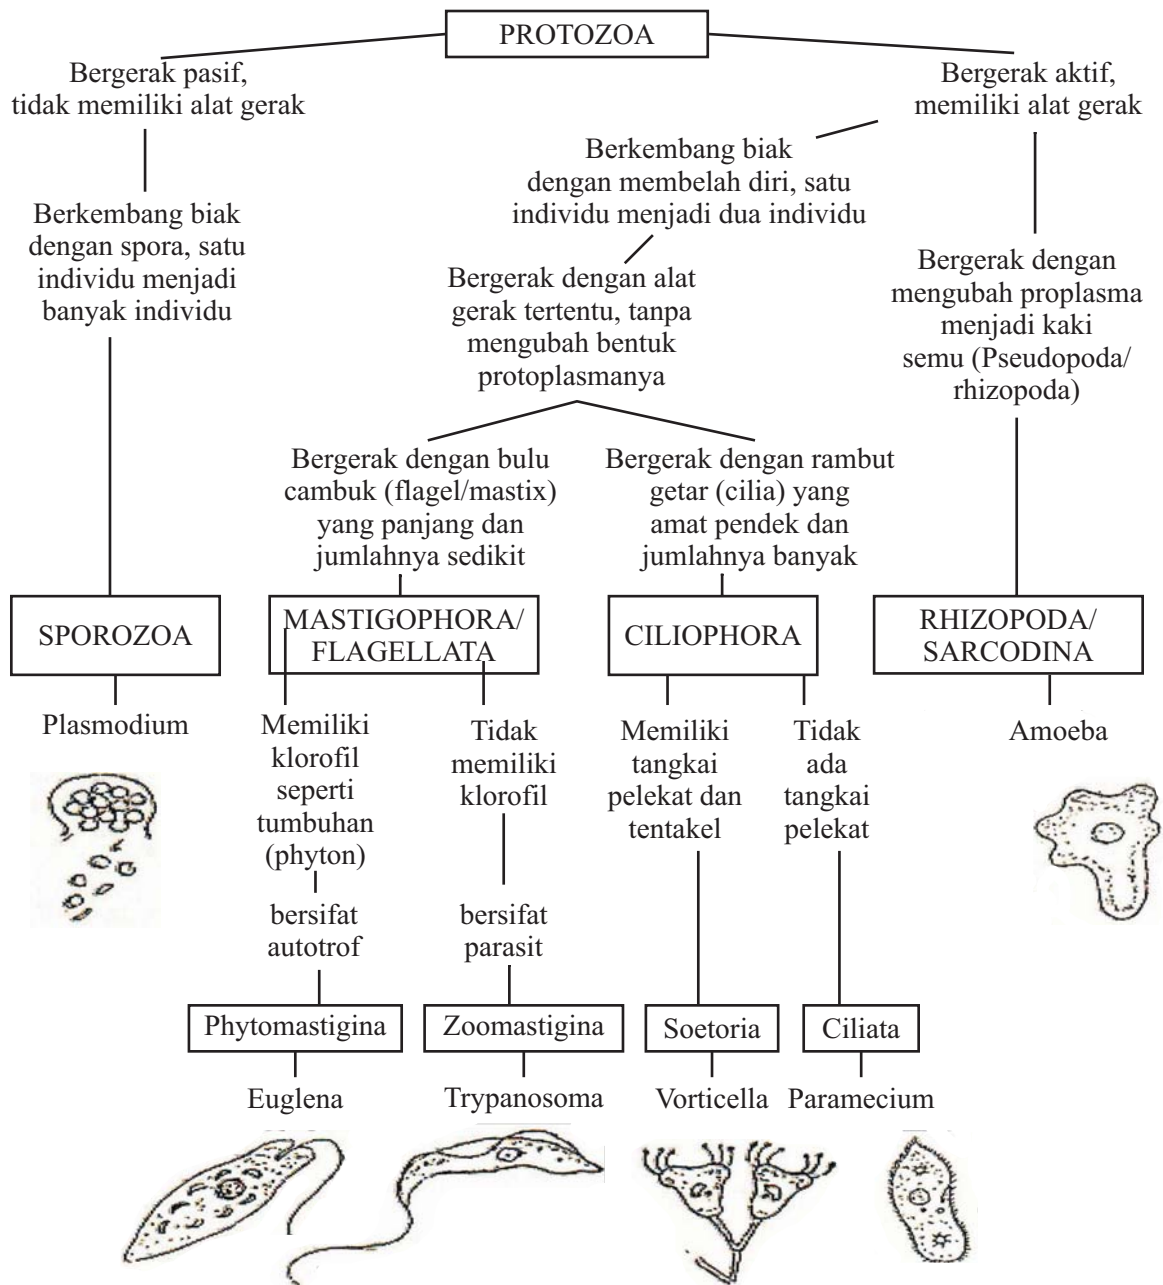 PROTOZOA
Bergerak pasif,
tidak memiliki alat gerak
Berkembang biak
dengan spora, satu
individu menjadi
banyak individu
SPOROZOA
Plasmodium
Bergerak aktif,
memiliki alat gerak
Berkembang biak
dengan membelah diri, satu
individu menjadi dua individu
Bergerak dengan alat
gerak tertentu, tanpa
mengubah bentuk
protoplasmanya
Bergerak dengan bulu
cambuk (flagel/mastix)
yang panjang dan
jumlahnya sedikit
MASTIGOPHORA/
FLAGELLATA
Memiliki
klorofil
seperti
tumbuhan
(phyton)
bersifat
autotrof
Phytomastigina
Euglena
Tidak
memiliki
klorofil
bersifat
parasit
Zoomastigina
Trypanosoma
Bergerak dengan rambut
getar (cilia) yang
amat pendek dan
jumlahnya banyak
CILIOPHORA
Memiliki
tangkai
pelekat dan
tentakel
Soetoria
Vorticella
Tidak
ada
tangkai
pelekat
Ciliata
Paramecium
Bergerak dengan
mengubah proplasma
menjadi kaki
semu (Pseudopoda/
rhizopoda)
RHIZOPODA/
SARCODINA
Amoeba